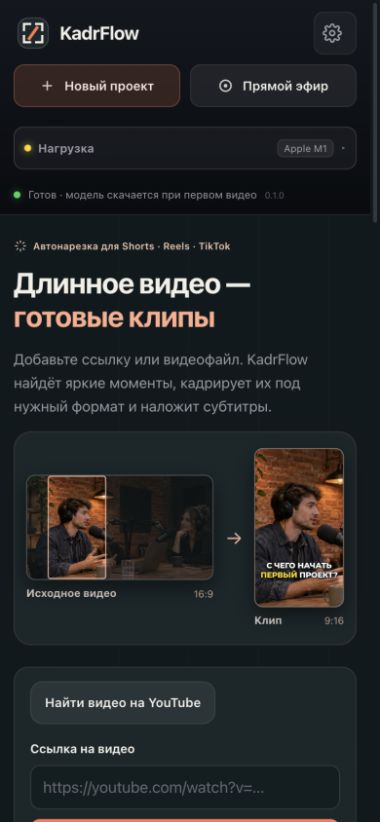 KadrFlow
Новый проект
Прямой эфир
Нагрузка
Apple M1
Готов · модель скачается при первом видео 0.1.0
Автонарезка для Shorts · Reels · TikTok
Длинное видео —
готовые клипы
Добавьте ссылку или видеофайл. KadrFlow
найдёт яркие моменты, кадрирует их под
нужный формат и наложит субтитры.
С ЧЕГО НАЧАТЬ
ПЕРВЫЙ ПРОЕКТ?
Исходное видео 16:9
Клип 9:16
Найти видео на YouTube
Ссылка на видео
https://youtube.com/watch?v=...